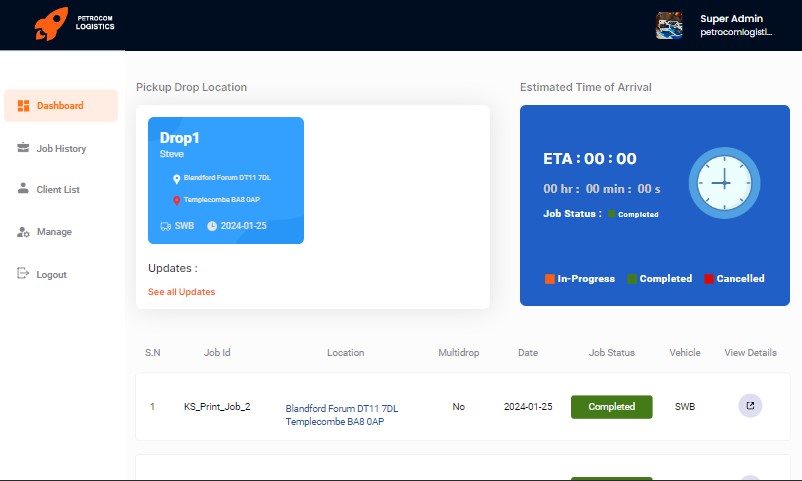 PETROCOM
LOGISTICS
Super Admin
petrocomlogisti...
Dashboard
Job History
Client List
Manage
Logout
Pickup Drop Location
Drop1
Steve
Blandford Forum DT11 7DL
Templecombe BA8 0AP
SWB 2024-01-25
Updates :
See all Updates
Estimated Time of Arrival
ETA : 00 : 00
00 hr : 00 min : 00 s
Job Status : Completed
In-Progress Completed Cancelled
S.N Job Id Location Multidrop Date Job Status Vehicle View Details
1 KS_Print_Job_2 Blandford Forum DT11 7DL No 2024-01-25 Completed SWB
Templecombe BA8 0AP